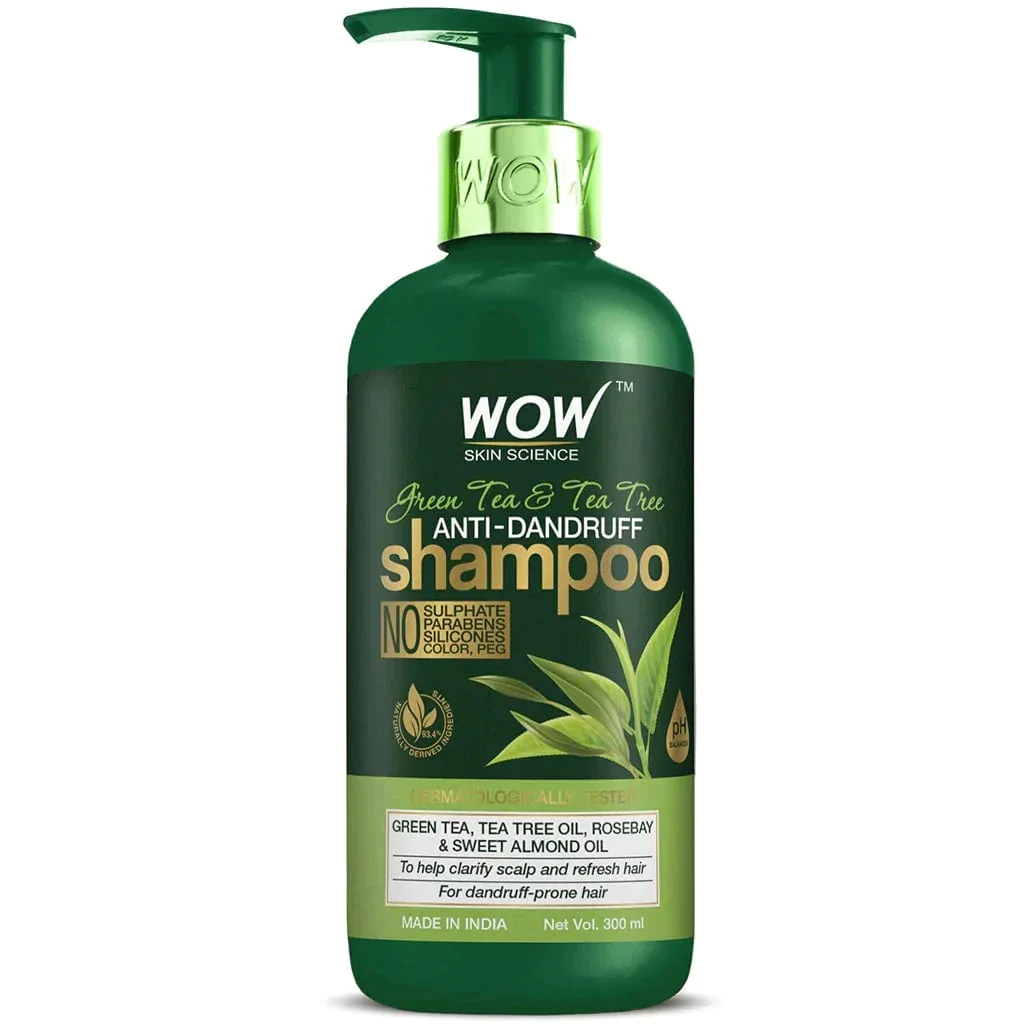 WOW
WOW™
SKIN SCIENCE
Green Tea & Tea Tree
ANTI-DANDRUFF
shampoo
NO SULPHATE
PARABENS
SILICONES
COLOR, PEG
93.4%
NATURALLY DERIVED INGREDIENTS
pH
BALANCED
DERMATOLOGICALLY TESTED
GREEN TEA, TEA TREE OIL, ROSEBAY
& SWEET ALMOND OIL
To help clarify scalp and refresh hair
For dandruff-prone hair
MADE IN INDIA Net Vol. 300 ml